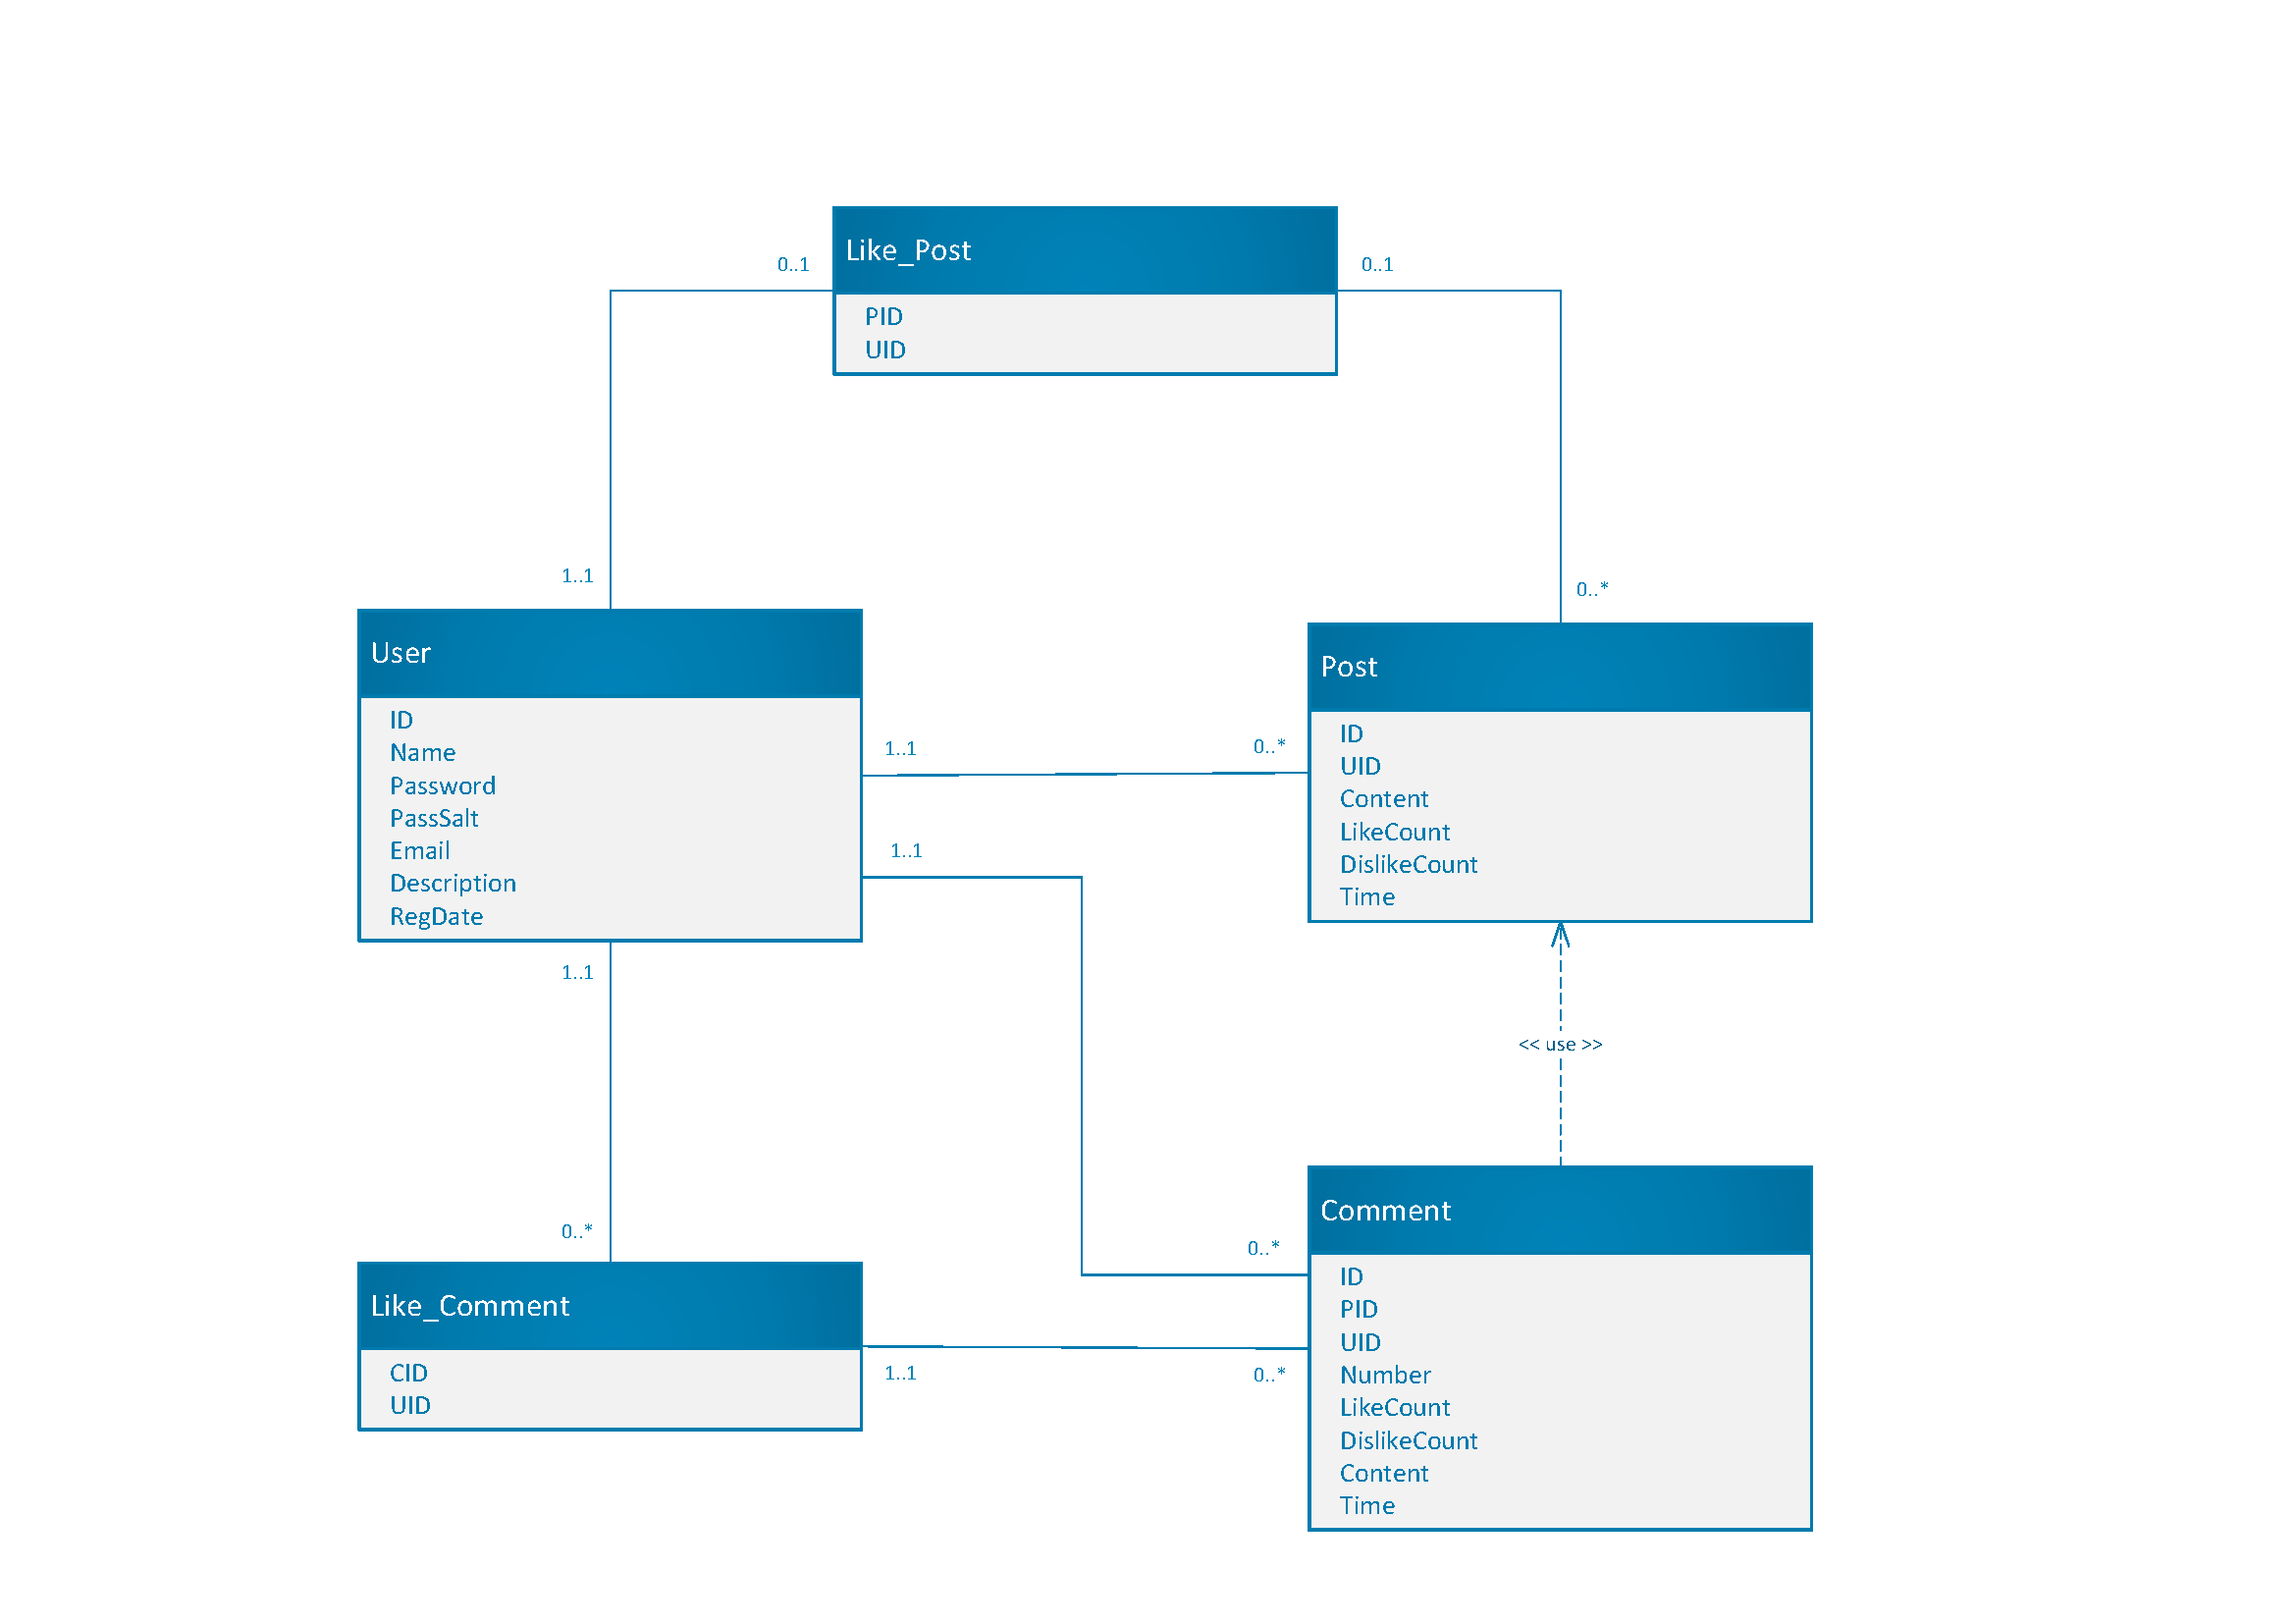 Like_Post
0..1
0..1
PID
UID
1..1
0..*
User
ID
Name
Password
PassSalt
Email
Description
RegDate
Post
ID
UID
Content
LikeCount
DislikeCount
Time
1..1
0..*
1..1
1..1
<< use >>
0..*
0..*
Like_Comment
CID
UID
Comment
ID
PID
UID
Number
LikeCount
DislikeCount
Content
Time
1..1
0..*